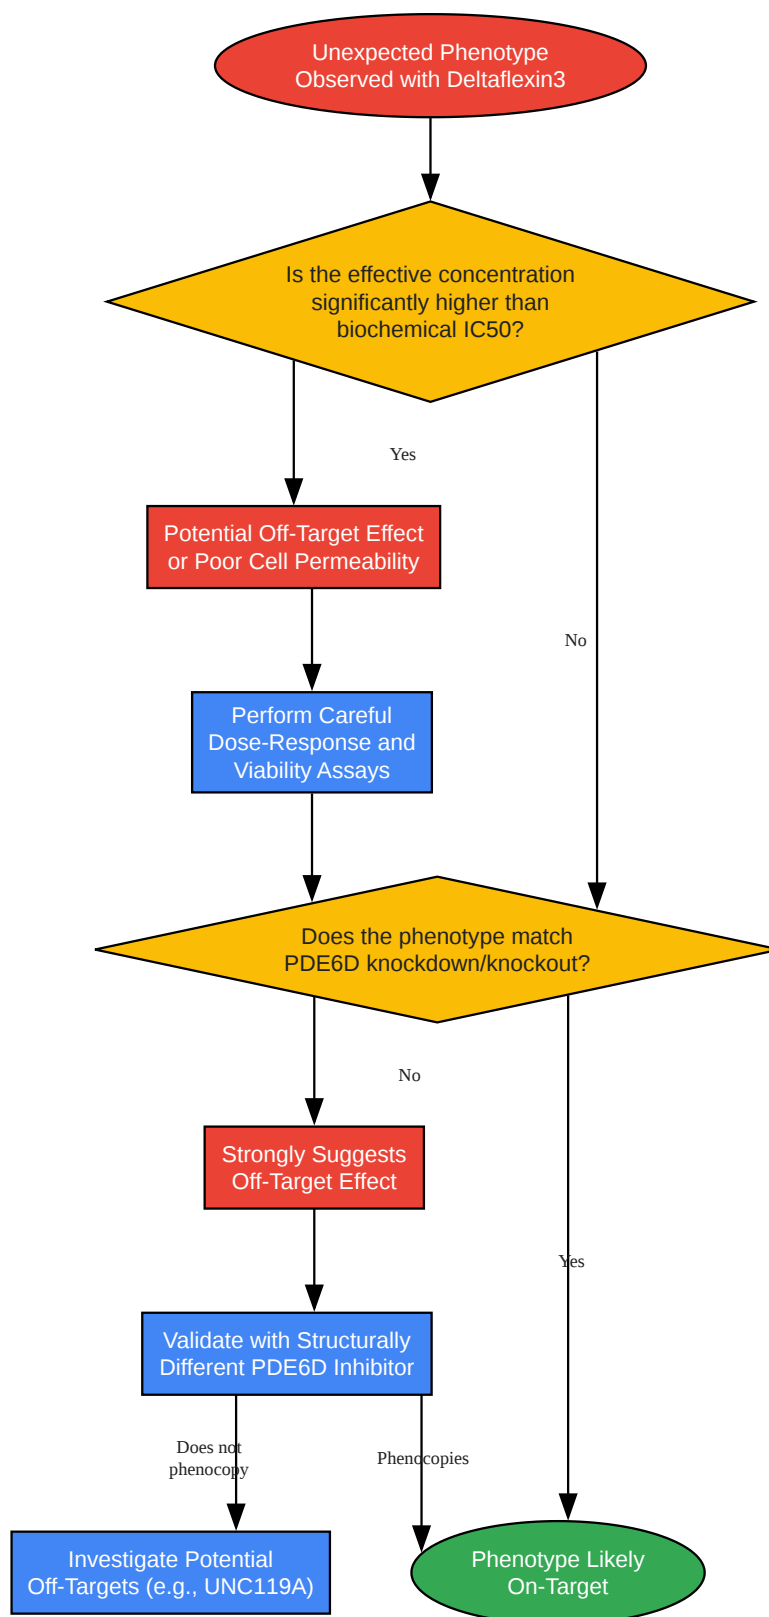 Unexpected Phenotype
Observed with Deltaflexin3
Is the effective concentration
significantly higher than
biochemical IC50?
Yes
Potential Off-Target Effect
or Poor Cell Permeability
No
Perform Careful
Dose-Response and
Viability Assays
Does the phenotype match
PDE6D knockdown/knockout?
No
Strongly Suggests
Off-Target Effect
Yes
Validate with Structurally
Different PDE6D Inhibitor
Does not
phenocopy
Phenocopies
Investigate Potential
Off-Targets (e.g., UNC119A)
Phenotype Likely
On-Target